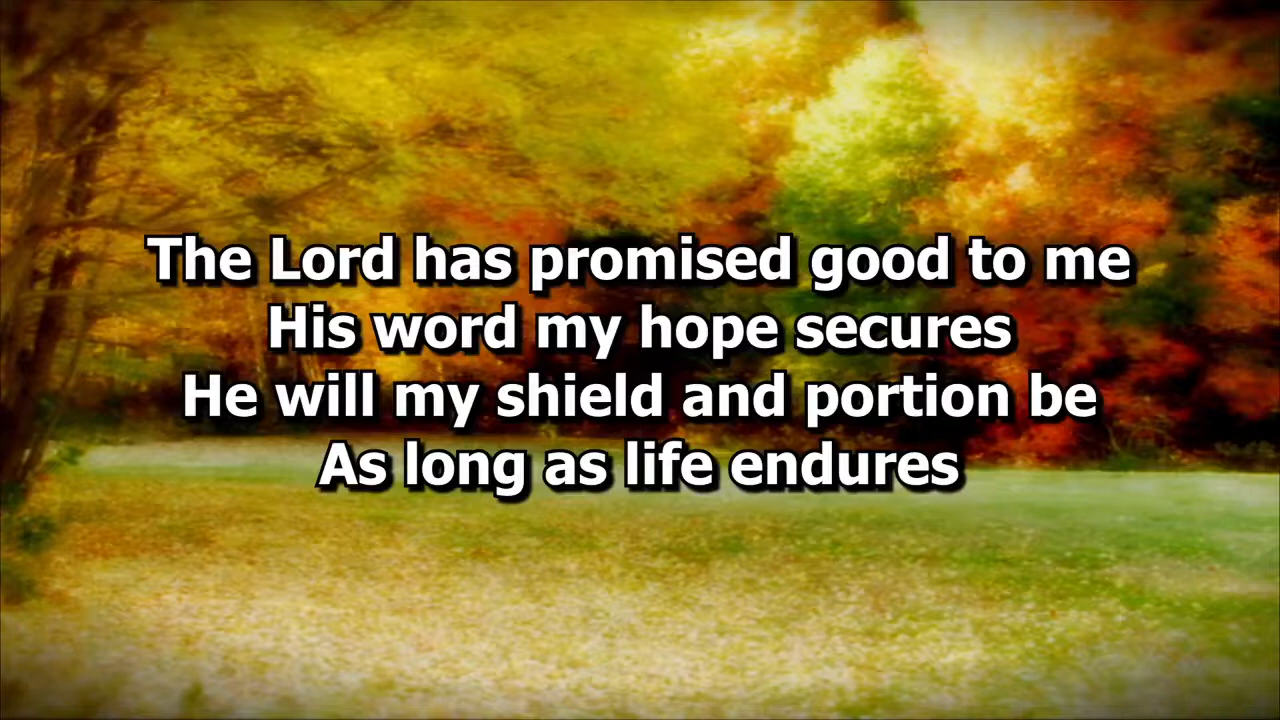 The Lord has promised good to me
His word my hope secures
He will my shield and portion be
As long as life endures